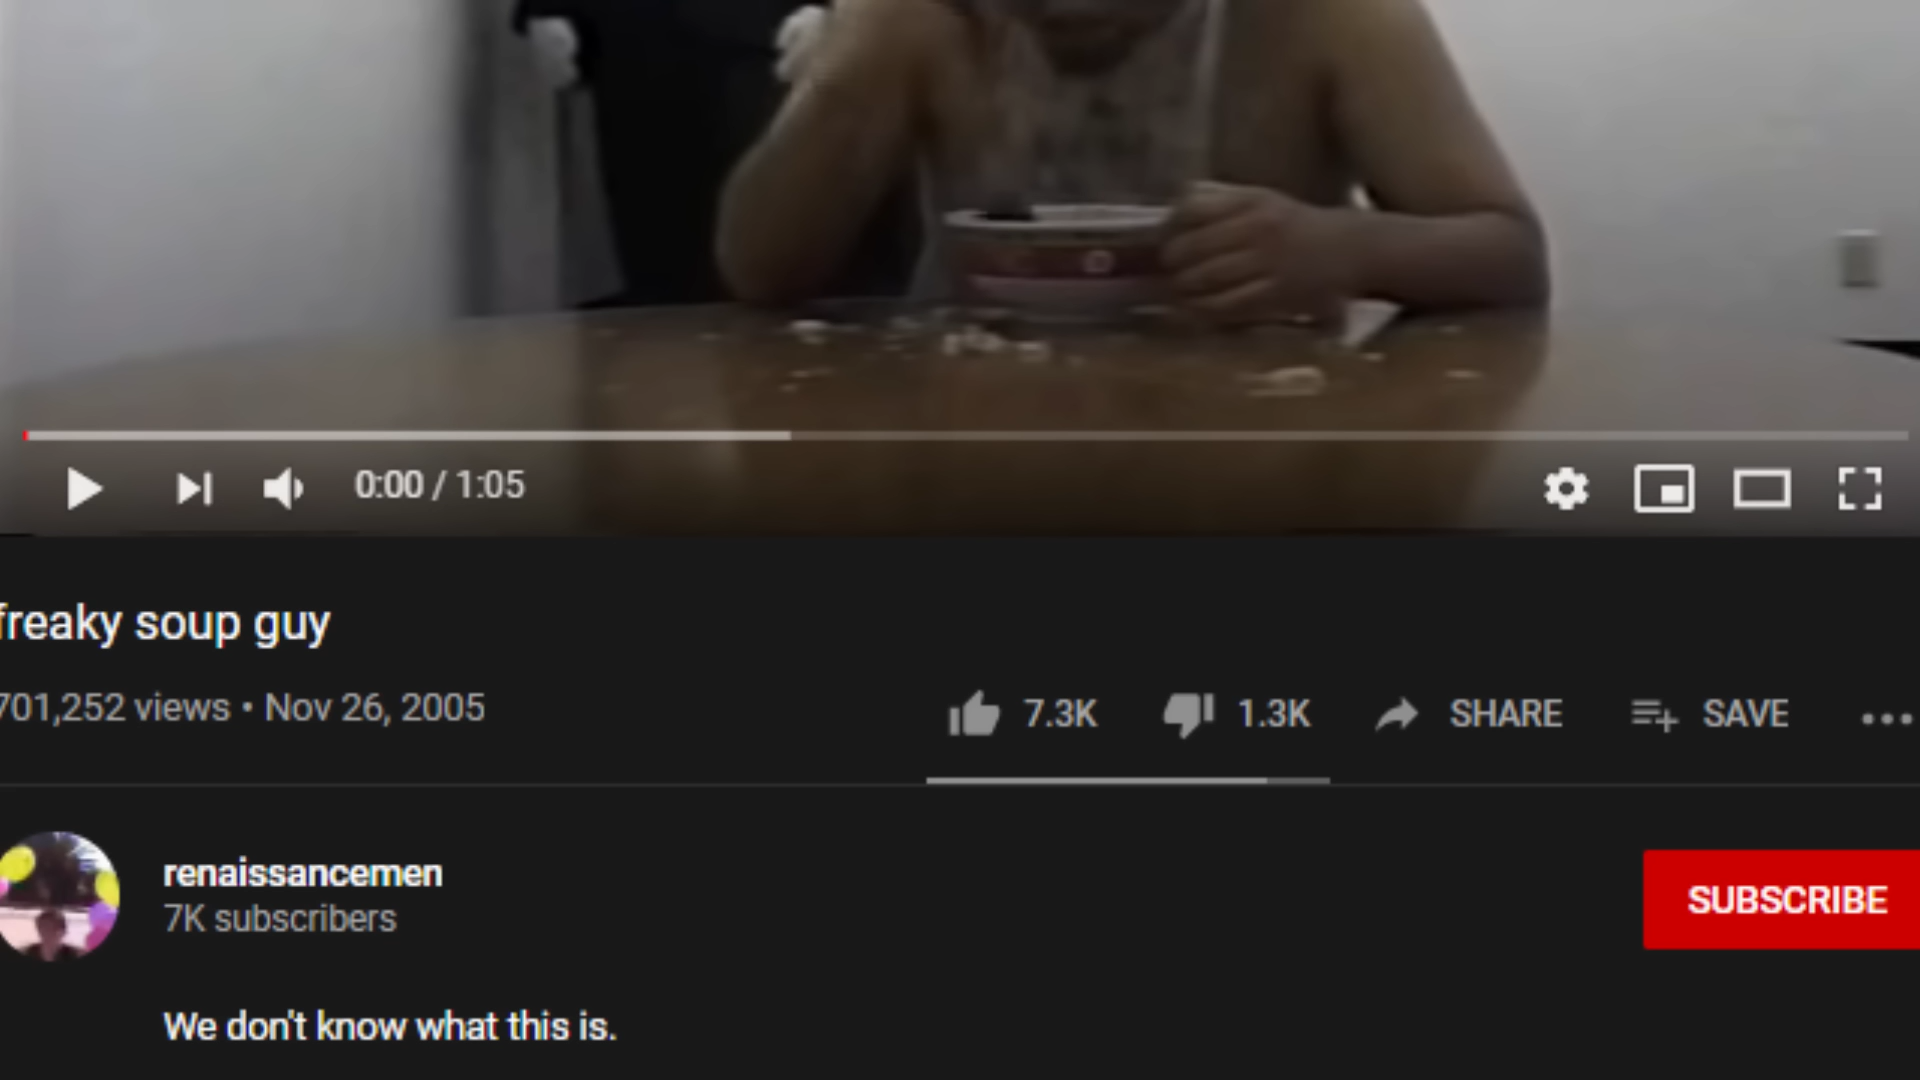 0:00 / 1:05
freaky soup guy
701,252 views • Nov 26, 2005
7.3K 1.3K SHARE SAVE
renaissancemen
7K subscribers
SUBSCRIBE
We don't know what this is.